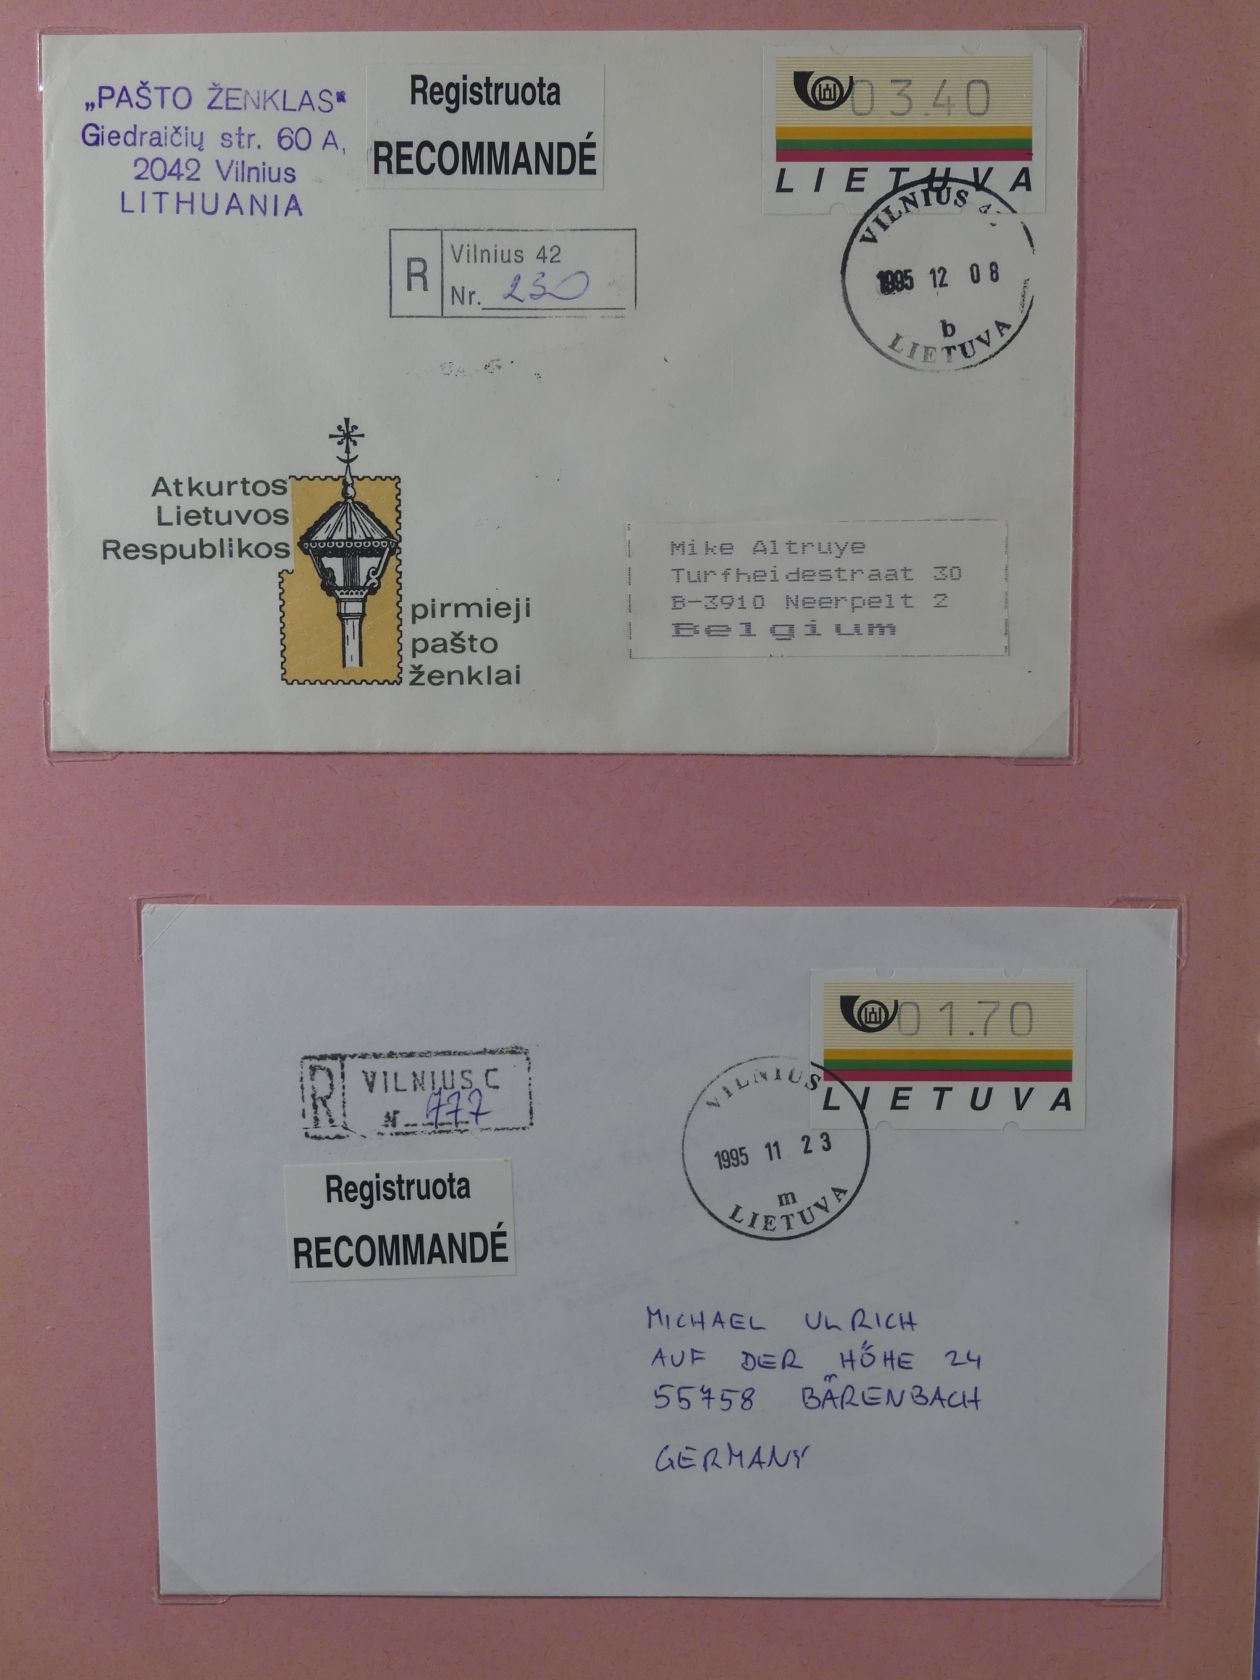 „PAŠTO ŽENKLAS"
Giedraičių str. 60 A,
2042 Vilnius
LITHUANIA
Registruota
RECOMMANDÉ
03.40
LIETUVA
R
Vilnius 42
Nr. 230
VILNIUS 42
1995 12 08
b
LIETUVA
Atkurtos
Lietuvos
Respublikos
pirmieji
pašto
ženklai
Mike Altruye
Turfheidestraat 30
B-3910 Neerpelt 2
Belgium
01.70
LIETUVA
R
VILNIUS C
N 777
VILNIUS
1995 11 23
m
LIETUVA
Registruota
RECOMMANDÉ
MICHAEL ULRICH
AUF DER HÖHE 24
55758 BÄRENBACH
GERMANY